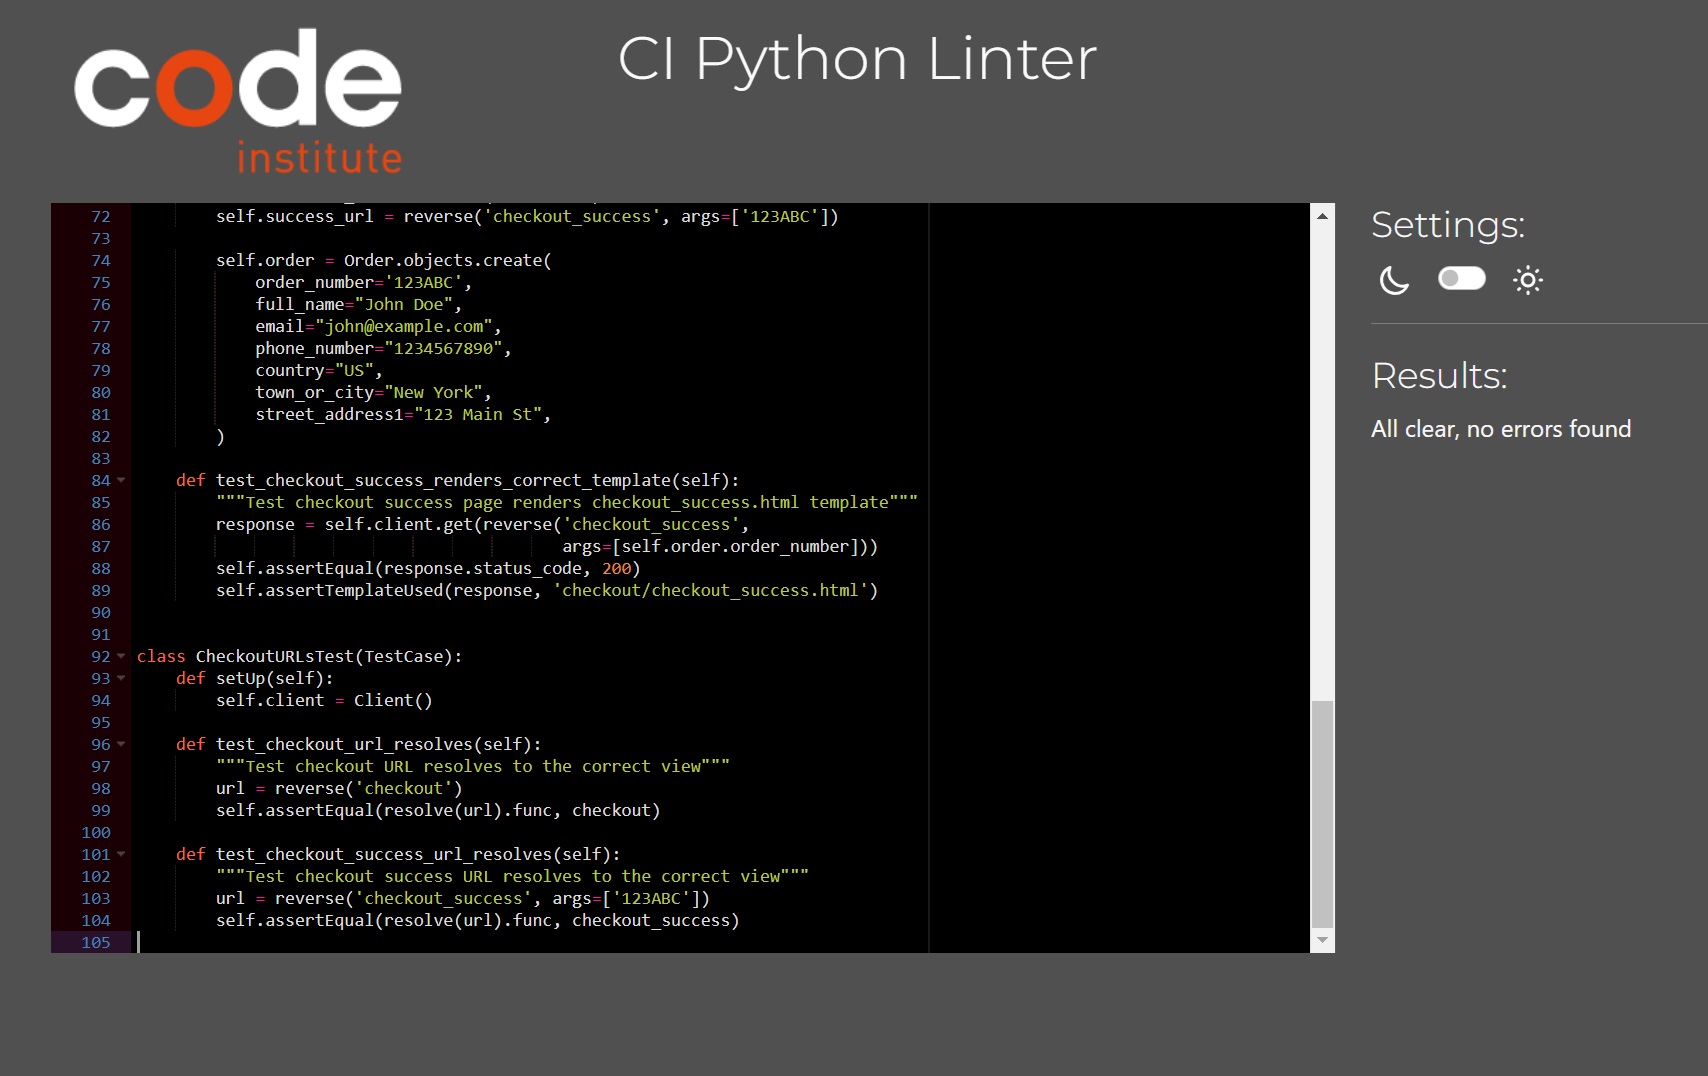 code
institute
CI Python Linter
72 self.success_url = reverse('checkout_success', args=['123ABC'])
73
74 self.order = Order.objects.create(
75 order_number='123ABC',
76 full_name="John Doe",
77 email="john@example.com",
78 phone_number="1234567890",
79 country="US",
80 town_or_city="New York",
81 street_address1="123 Main St",
82 )
83
84 def test_checkout_success_renders_correct_template(self):
85 """Test checkout success page renders checkout_success.html template"""
86 response = self.client.get(reverse('checkout_success',
87 args=[self.order.order_number]))
88 self.assertEqual(response.status_code, 200)
89 self.assertTemplateUsed(response, 'checkout/checkout_success.html')
90
91
92 class CheckoutURLsTest(TestCase):
93 def setUp(self):
94 self.client = Client()
95
96 def test_checkout_url_resolves(self):
97 """Test checkout URL resolves to the correct view"""
98 url = reverse('checkout')
99 self.assertEqual(resolve(url).func, checkout)
100
101 def test_checkout_success_url_resolves(self):
102 """Test checkout success URL resolves to the correct view"""
103 url = reverse('checkout_success', args=['123ABC'])
104 self.assertEqual(resolve(url).func, checkout_success)
105
Settings:
Results:
All clear, no errors found